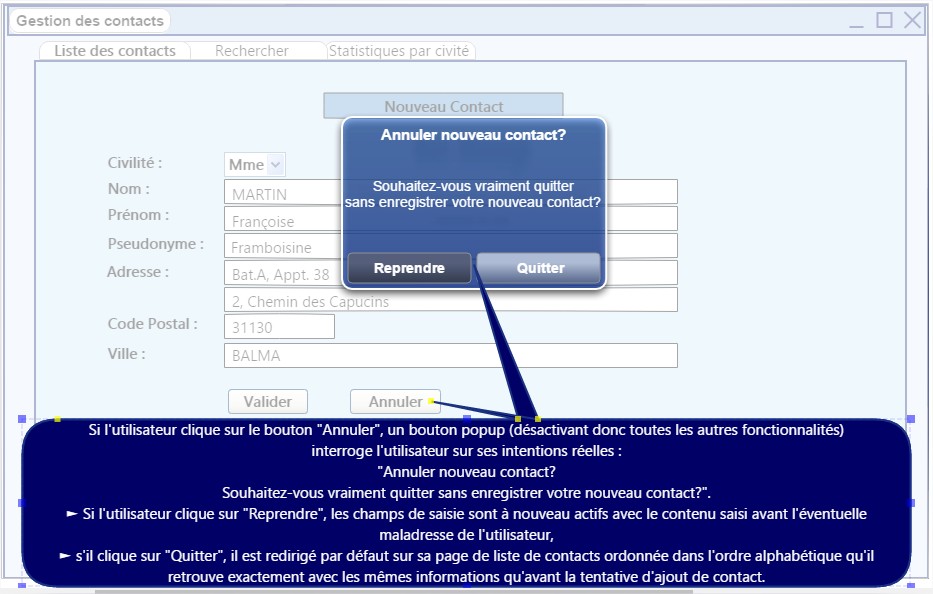 Gestion des contacts
Liste des contacts
Rechercher
Statistiques par civité
Nouveau Contact
Annuler nouveau contact?
Souhaitez-vous vraiment quitter
sans enregistrer votre nouveau contact?
Reprendre
Quitter
Civilité :
Mme
Nom :
MARTIN
Prénom :
Françoise
Pseudonyme :
Framboisine
Adresse :
Bat.A, Appt. 38
2, Chemin des Capucins
Code Postal :
31130
Ville :
BALMA
Valider
Annuler
Si l'utilisateur clique sur le bouton "Annuler", un bouton popup (désactivant donc toutes les autres fonctionnalités)
interroge l'utilisateur sur ses intentions réelles :
"Annuler nouveau contact?
Souhaitez-vous vraiment quitter sans enregistrer votre nouveau contact?".
► Si l'utilisateur clique sur "Reprendre", les champs de saisie sont à nouveau actifs avec le contenu saisi avant l'éventuelle
maladresse de l'utilisateur,
► s'il clique sur "Quitter", il est redirigé par défaut sur sa page de liste de contacts ordonnée dans l'ordre alphabétique qu'il
retrouve exactement avec les mêmes informations qu'avant la tentative d'ajout de contact.